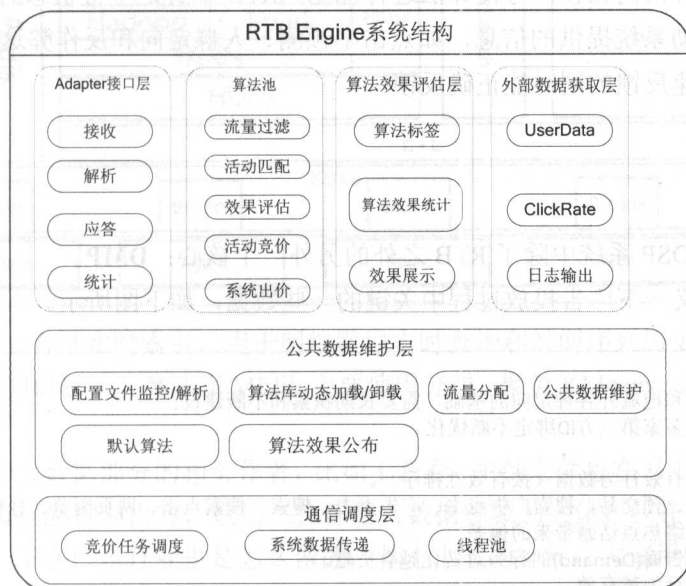 RTB Engine系统结构
Adapter接口层
接收
解析
应答
统计
算法池
流量过滤
活动匹配
效果评估
活动竞价
系统出价
算法效果评估层
算法标签
算法效果统计
效果展示
外部数据获取层
UserData
ClickRate
日志输出
公共数据维护层
配置文件监控/解析
算法库动态加载/卸载
流量分配
公共数据维护
默认算法
算法效果公布
通信调度层
竞价任务调度
系统数据传递
线程池